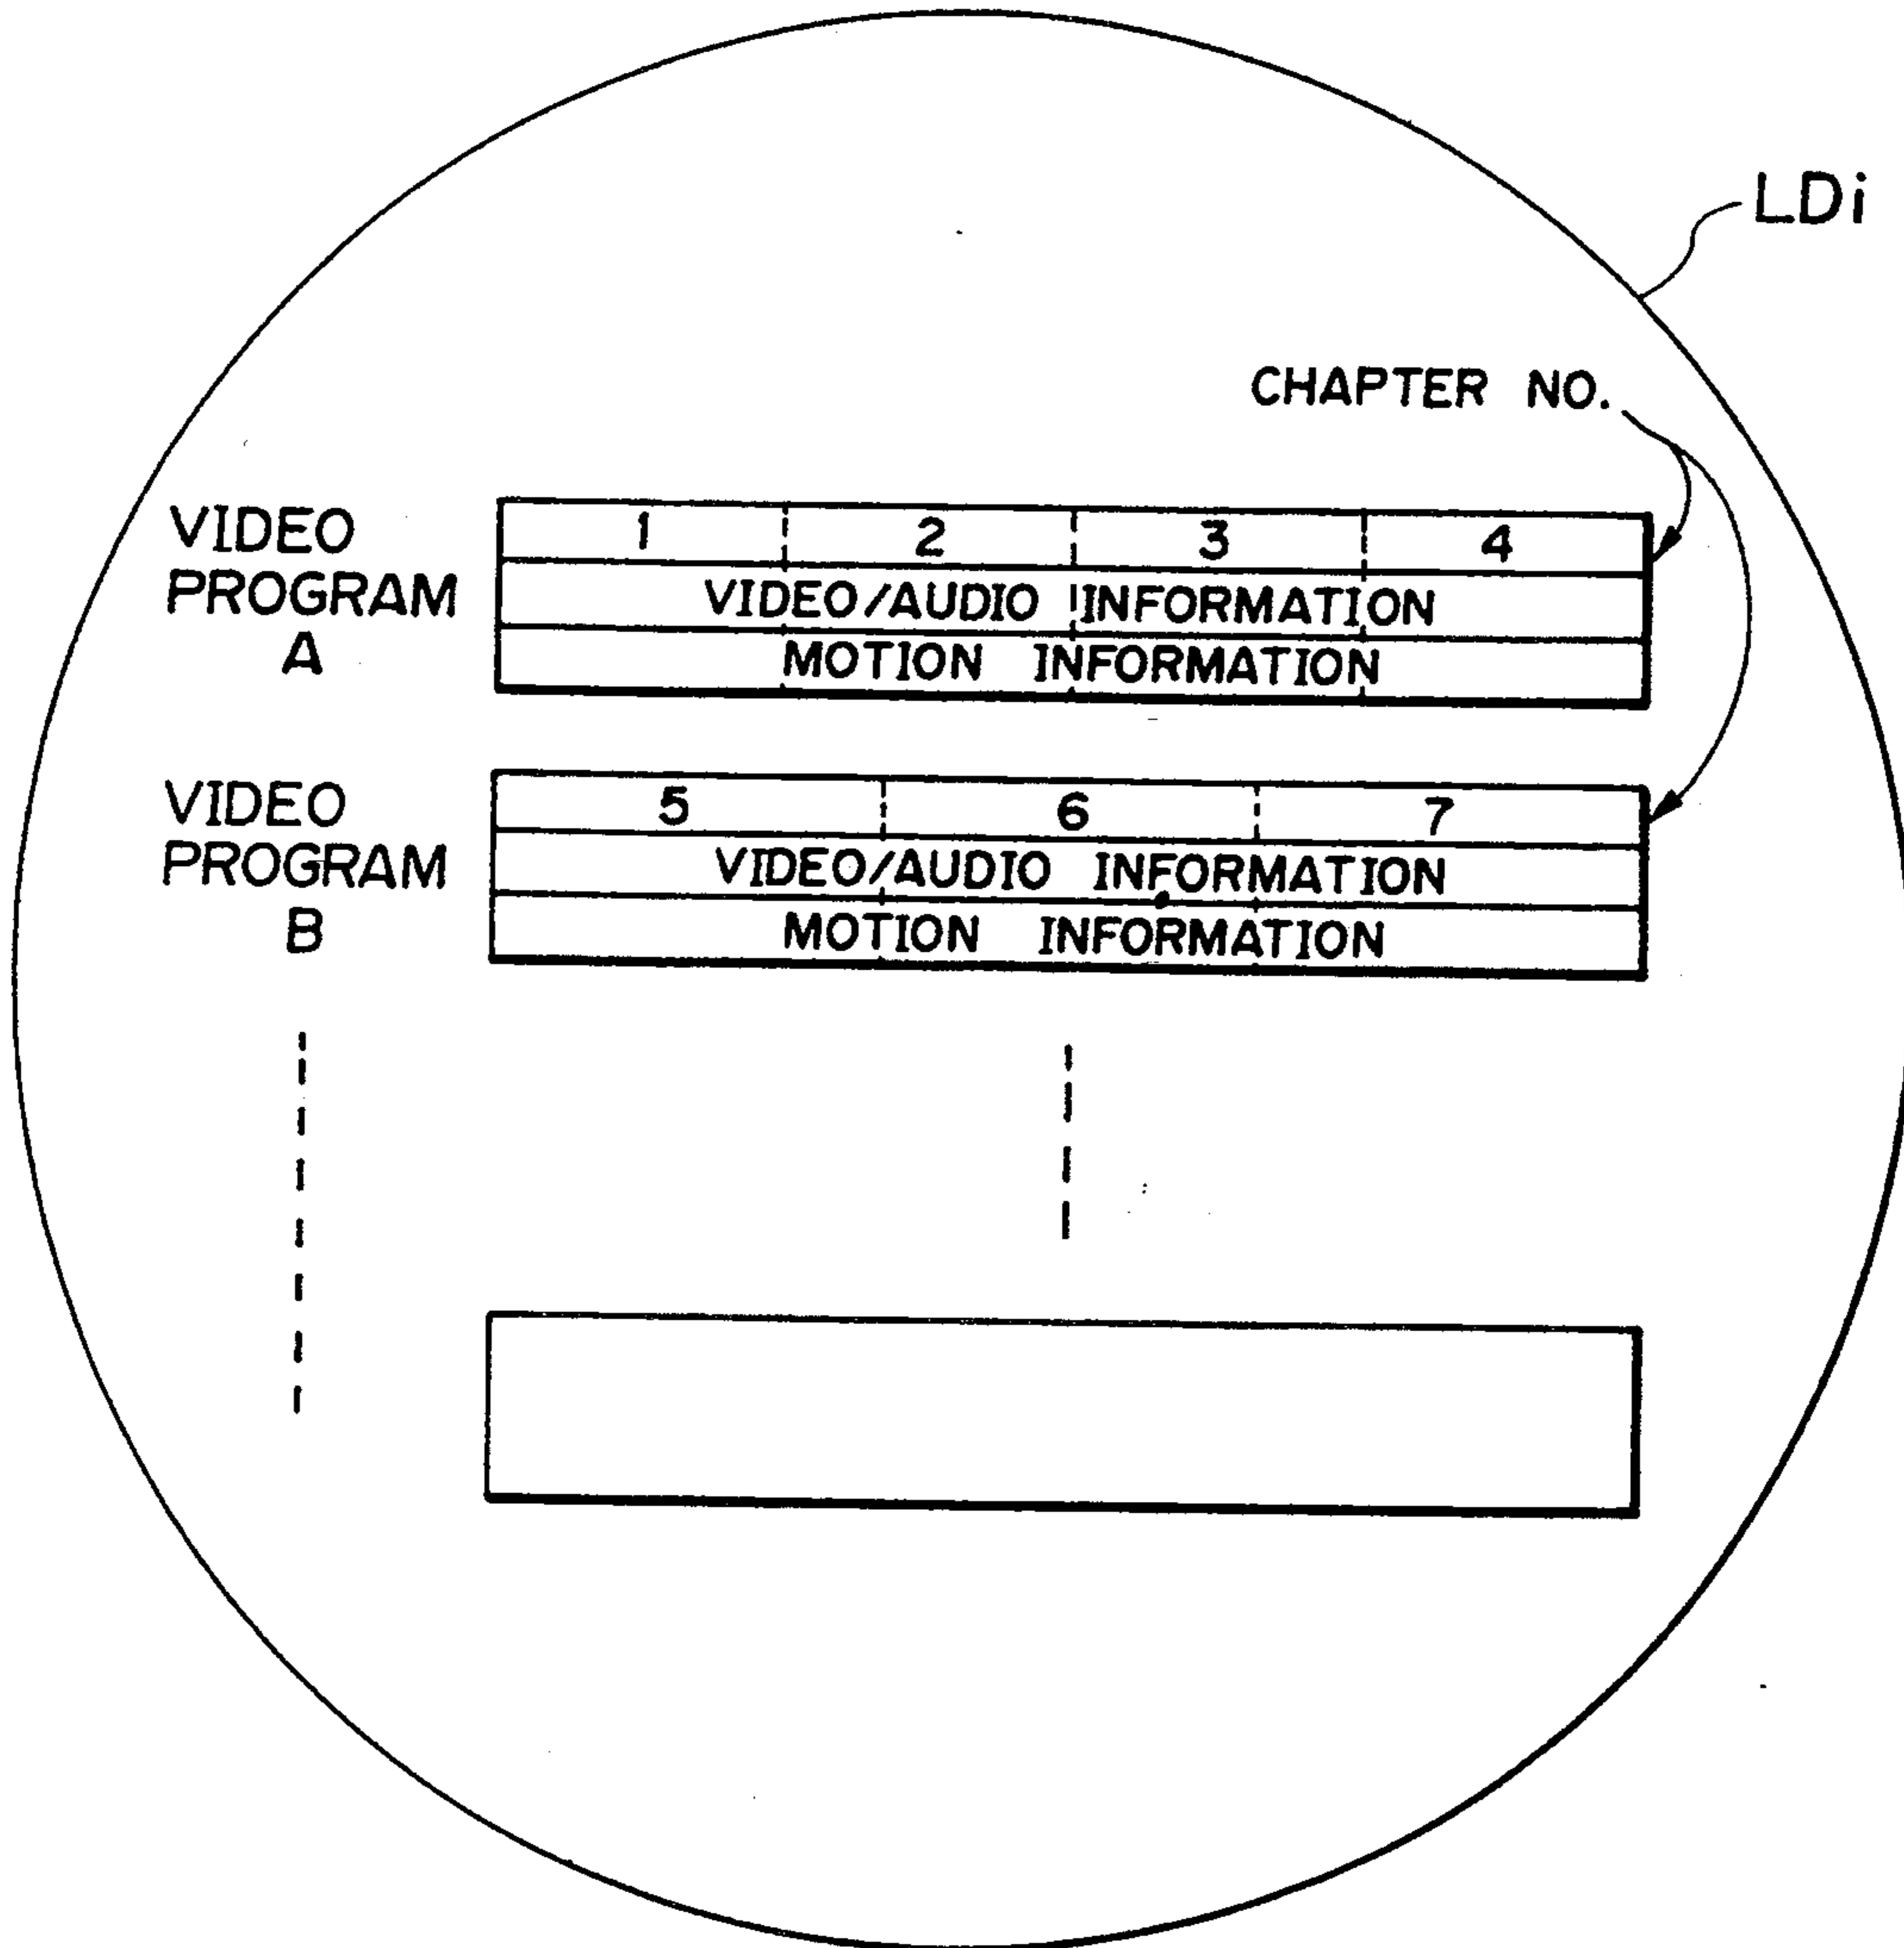 LDi
CHAPTER NO.
VIDEO
PROGRAM
A
1 2 3 4
VIDEO/AUDIO INFORMATION
MOTION INFORMATION
VIDEO
PROGRAM
B
5 6 7
VIDEO/AUDIO INFORMATION
MOTION INFORMATION